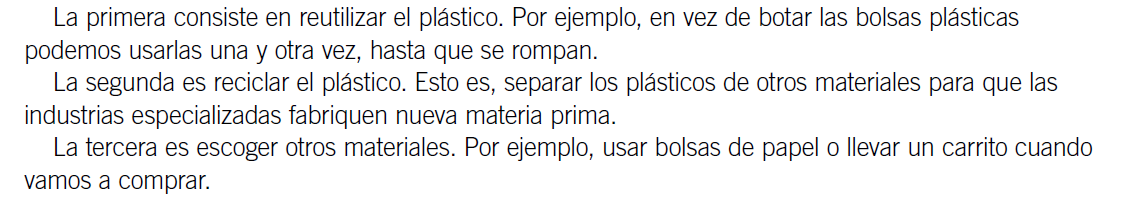 La primera consiste en reutilizar el plástico. Por ejemplo, en vez de botar las bolsas plásticas
podemos usarlas una y otra vez, hasta que se rompan.
La segunda es reciclar el plástico. Esto es, separar los plásticos de otros materiales para que las
industrias especializadas fabriquen nueva materia prima.
La tercera es escoger otros materiales. Por ejemplo, usar bolsas de papel o llevar un carrito cuando
vamos a comprar.